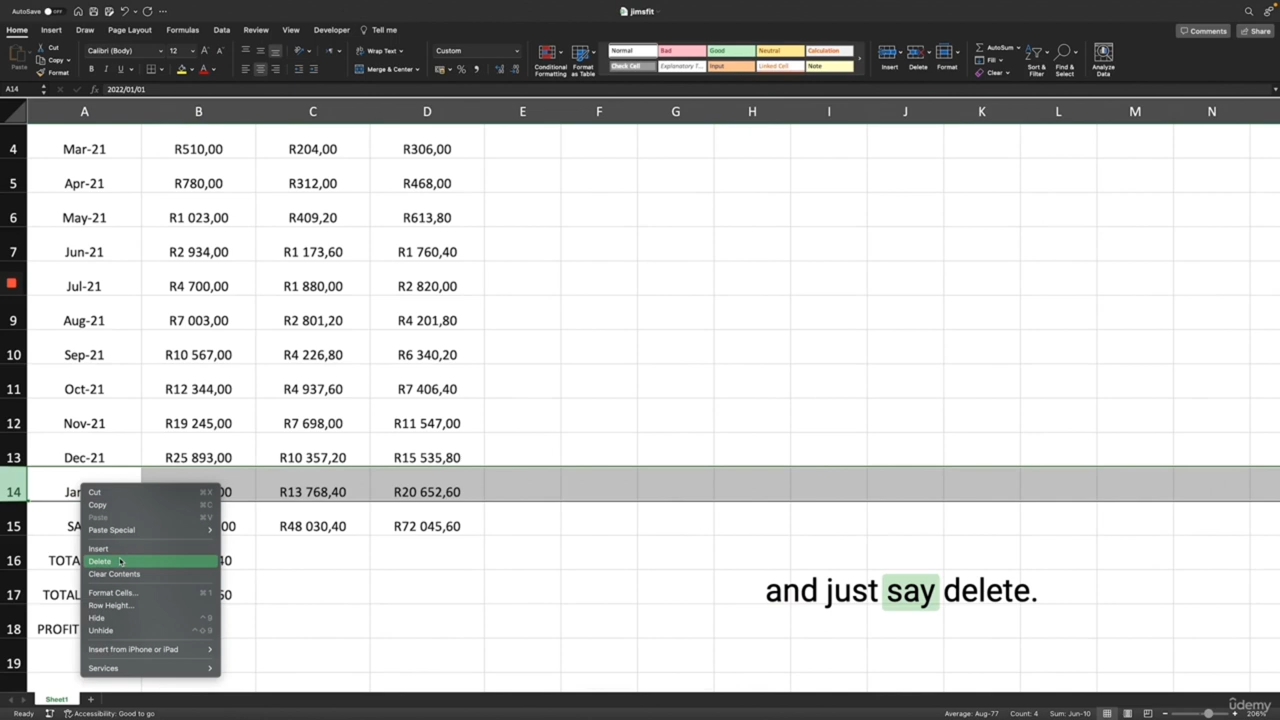 AutoSave OFF jimsfit
Home Insert Draw Page Layout Formulas Data Review View Developer Tell me Comments Share
Paste Cut Copy Format
Calibri (Body) 12
B I U
Wrap Text
Merge & Center
Custom
Conditional Formatting
Format as Table
Normal Bad Good Neutral Calculation
Check Cell Explanatory T... Input Linked Cell Note
Insert Delete Format
AutoSum Fill Clear
Sort & Filter
Find & Select
Analyze Data
A14 fx 2022/01/01
A B C D E F G H I J K L M N
4 Mar-21 R510,00 R204,00 R306,00
5 Apr-21 R780,00 R312,00 R468,00
6 May-21 R1 023,00 R409,20 R613,80
7 Jun-21 R2 934,00 R1 173,60 R1 760,40
Jul-21 R4 700,00 R1 880,00 R2 820,00
9 Aug-21 R7 003,00 R2 801,20 R4 201,80
10 Sep-21 R10 567,00 R4 226,80 R6 340,20
11 Oct-21 R12 344,00 R4 937,60 R7 406,40
12 Nov-21 R19 245,00 R7 698,00 R11 547,00
13 Dec-21 R25 893,00 R10 357,20 R15 535,80
14 Jan 00 R13 768,40 R20 652,60
15 SA 00 R48 030,40 R72 045,60
16 TOTA 40
17 TOTAL 60
18 PROFIT
19
Cut ⌘X
Copy ⌘C
Paste ⌘V
Paste Special
Insert
Delete
Clear Contents
Format Cells... ⌘1
Row Height...
Hide ^9
Unhide ^⇧9
Insert from iPhone or iPad
Services
and just say delete.
Sheet1
Ready Accessibility: Good to go Average: Aug-77 Count: 4 Sum: Jun-10 206%
udemy